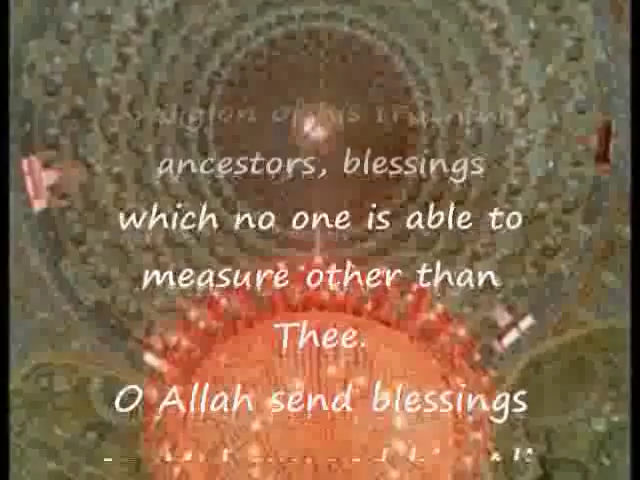 ancestors, blessings
which no one is able to
measure other than
Thee.
O Allah send blessings